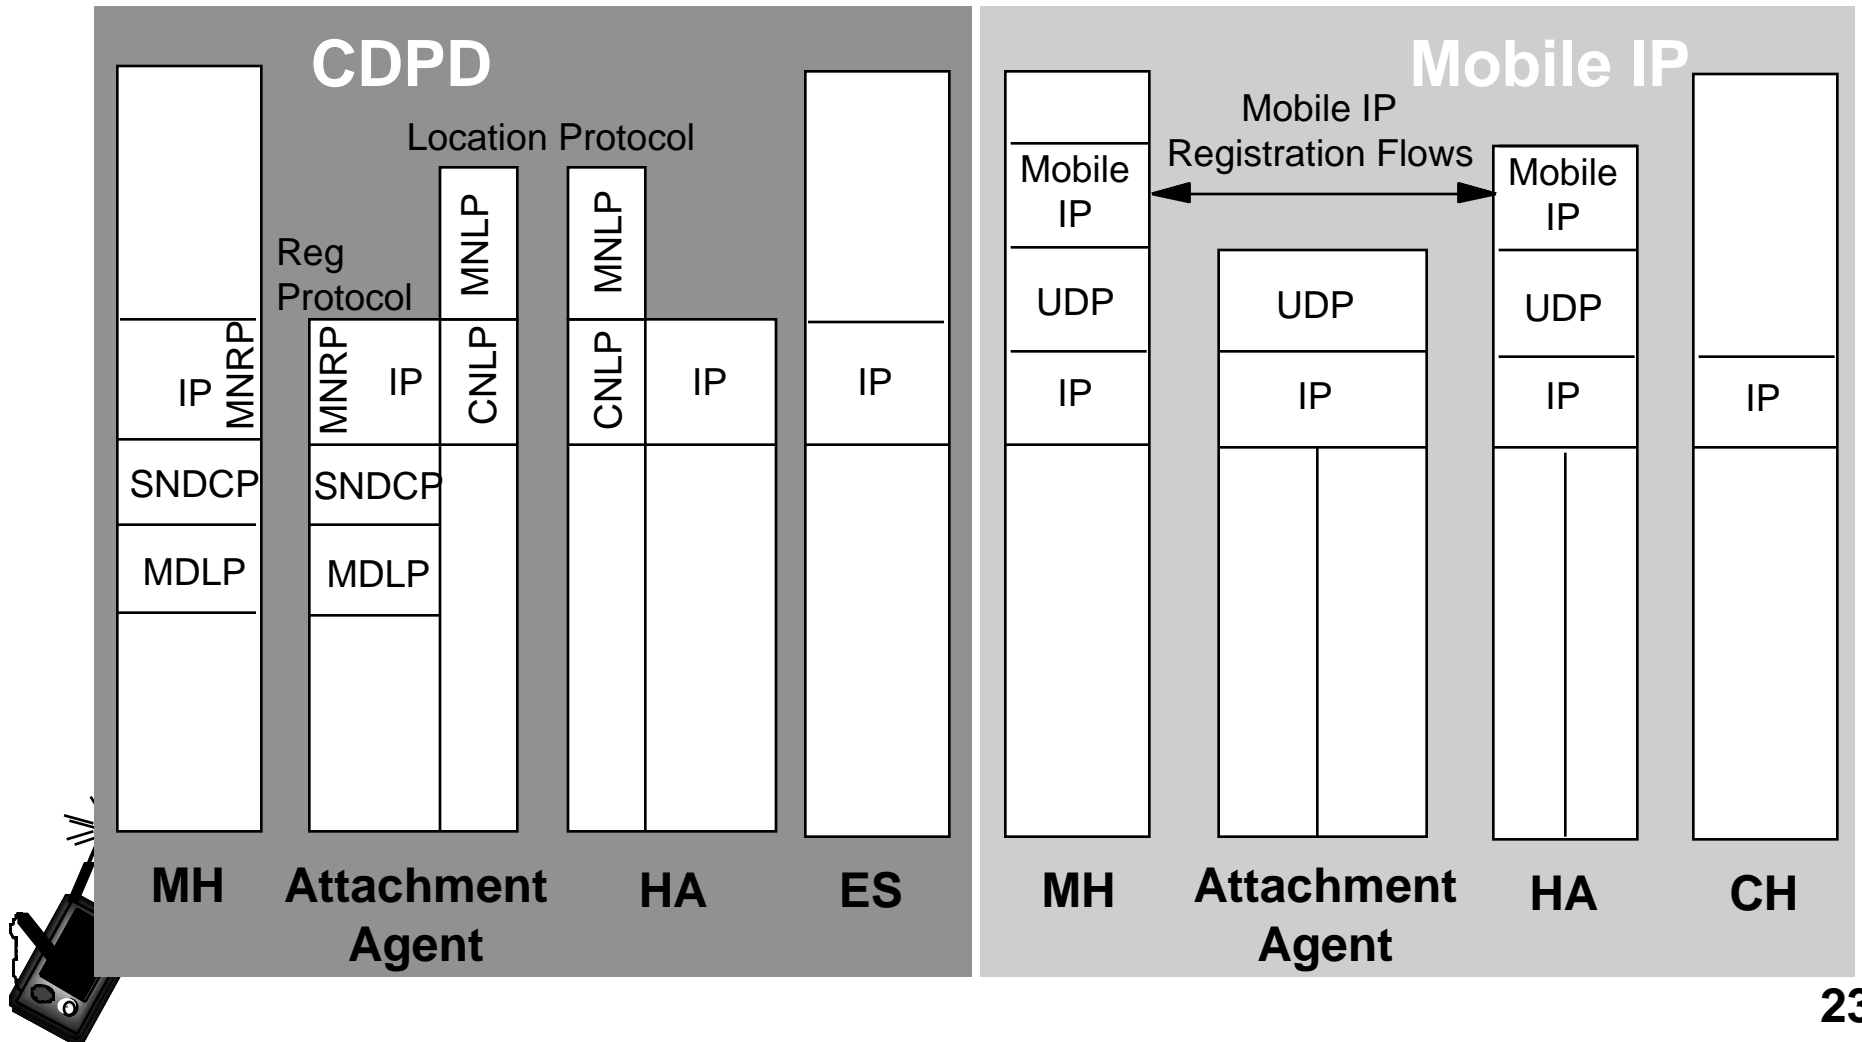 CDPD
Location Protocol
Reg
Protocol
MNRP
IP
SNDCP
MDLP
MNLP
MNRP
IP
CNLP
SNDCP
MDLP
MNLP
CNLP
IP
IP
MH
Attachment
Agent
HA
ES
Mobile IP
Mobile IP
Registration Flows
Mobile
IP
UDP
IP
UDP
IP
Mobile
IP
UDP
IP
IP
MH
Attachment
Agent
HA
CH
23